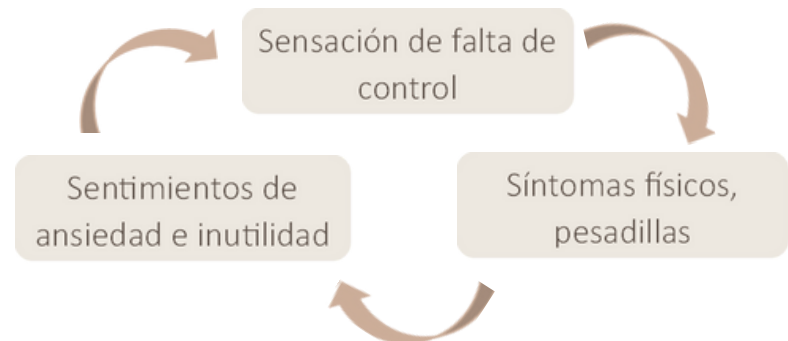 Sensación de falta de
control
Síntomas físicos,
pesadillas
Sentimientos de
ansiedad e inutilidad